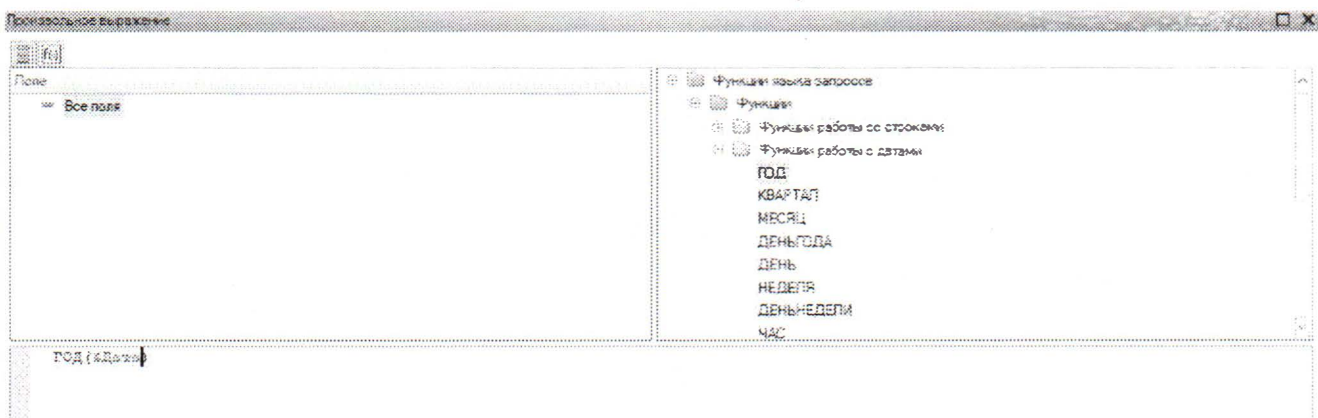 Произвольное выражение
f(x)
Поле
Все поля
Функции языка запросов
Функции
Функции работы со строками
Функции работы с датами
ГОД
КВАРТАЛ
МЕСЯЦ
ДЕНЬГОДА
ДЕНЬ
НЕДЕЛЯ
ДЕНЬНЕДЕЛИ
ЧАС
ГОД(&Дата)